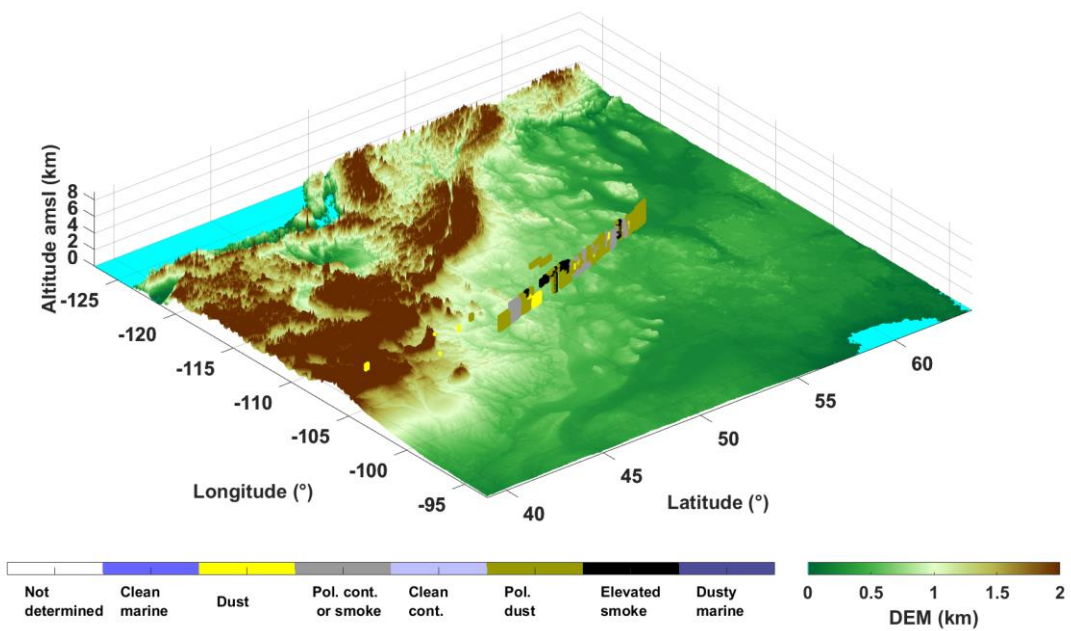 Altitude amsl (km)
8
6
4
2
0
-125
-120
-115
-110
-105
-100
-95
Longitude (°)
60
55
50
45
40
Latitude (°)
Not determined
Clean marine
Dust
Pol. cont. or smoke
Clean cont.
Pol. dust
Elevated smoke
Dusty marine
0 0.5 1 1.5 2
DEM (km)